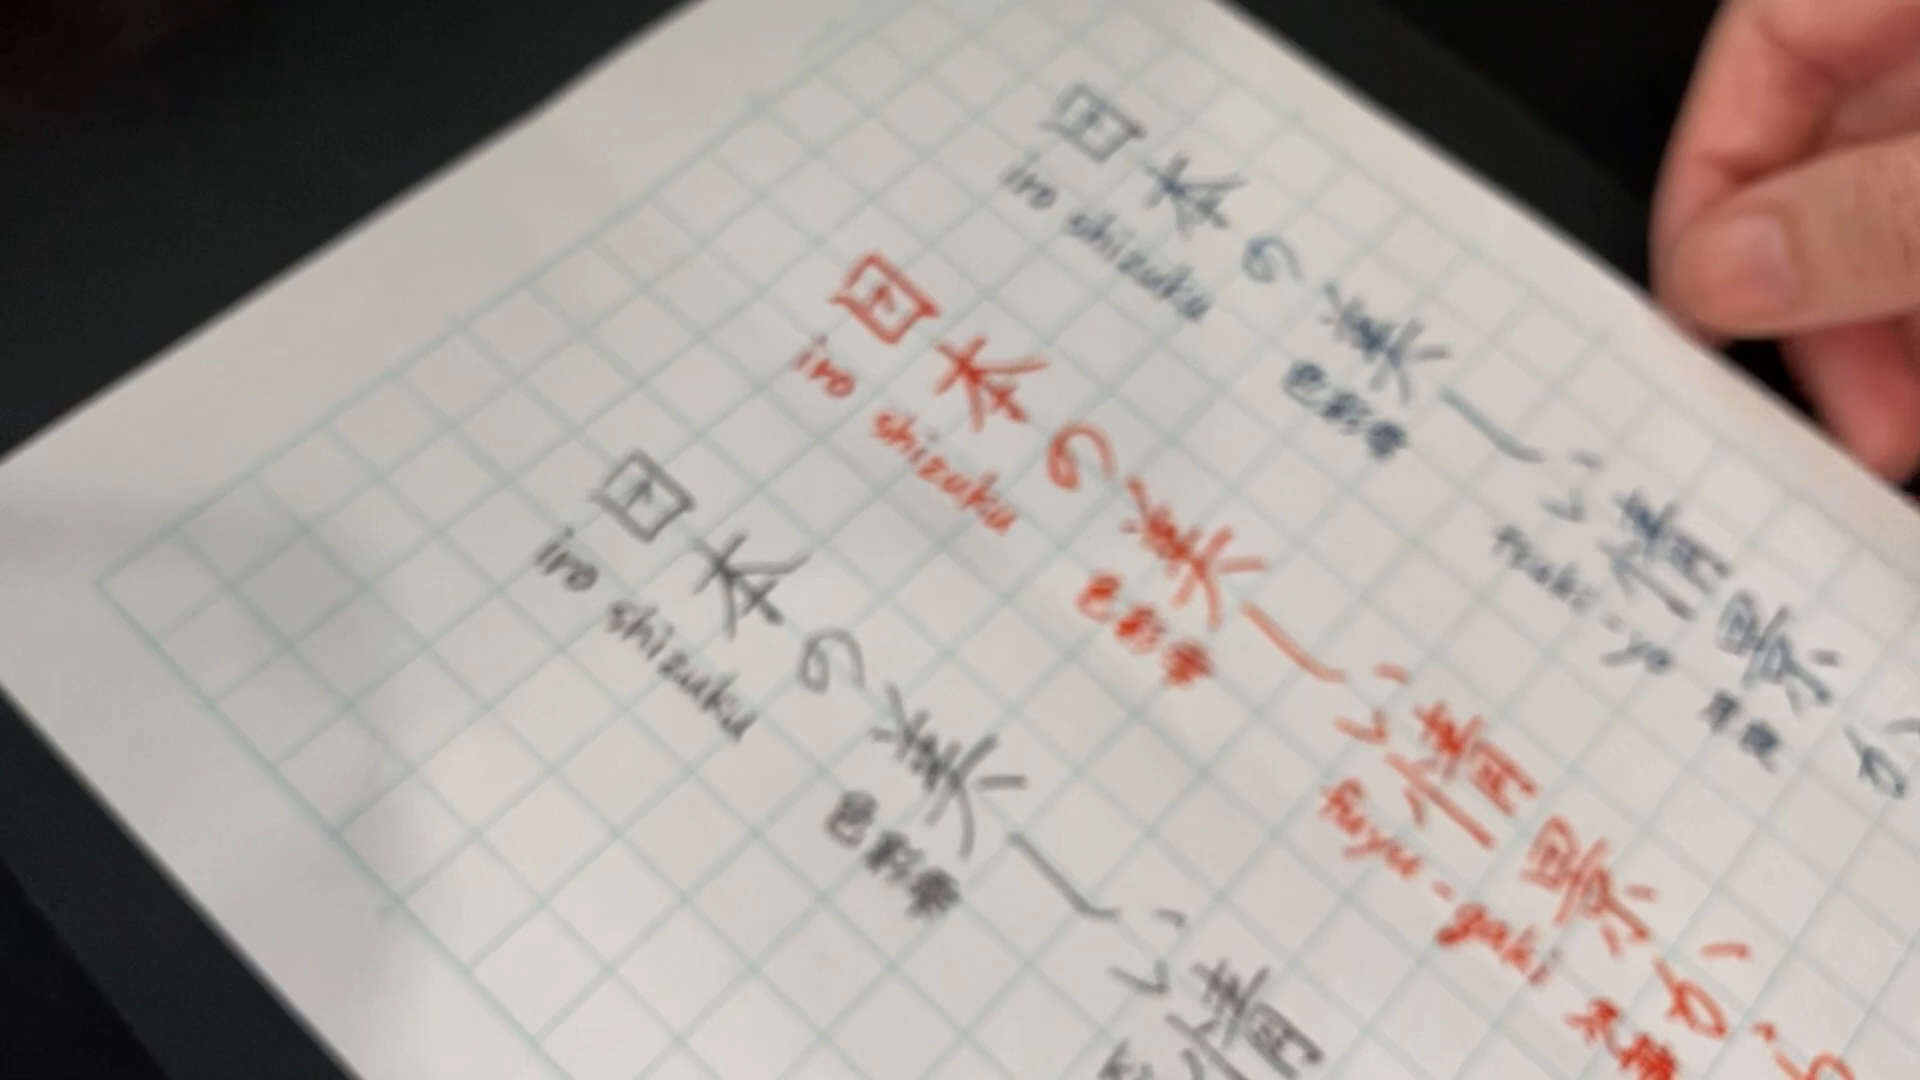 日本の美しい情景か
iro shizuku 色彩雫 tsuki-yo 月夜
日本の美しい情景から
iro shizuku 色彩雫 fuyu-gaki 冬柿
日本の美しい情
iro shizuku 色彩雫